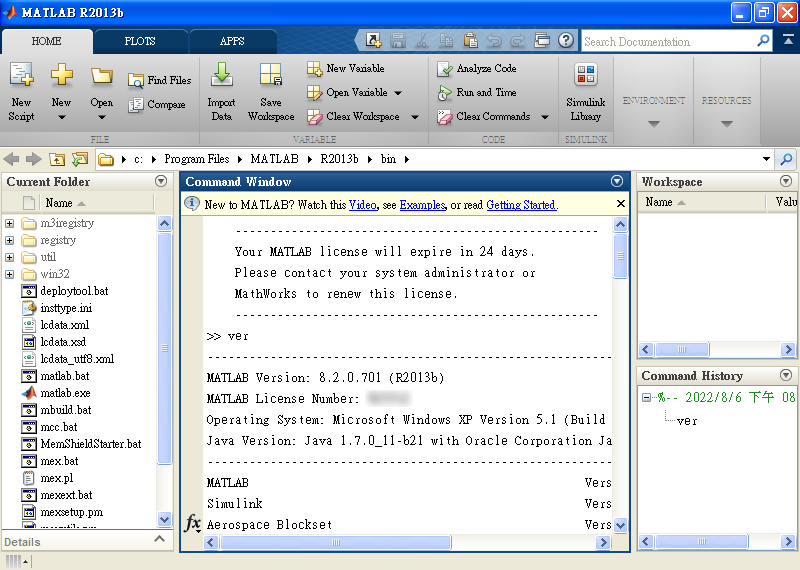 MATLAB R2013b
HOME PLOTS APPS
Search Documentation
New Script
New
Open
Find Files
Compare
Import Data
Save Workspace
New Variable
Open Variable
Clear Workspace
Analyze Code
Run and Time
Clear Commands
Simulink Library
ENVIRONMENT
RESOURCES
FILE VARIABLE CODE SIMULINK
c: Program Files MATLAB R2013b bin
Current Folder
Name
m3iregistry
registry
util
win32
deploytool.bat
insttype.ini
lcdata.xml
lcdata.xsd
lcdata_utf8.xml
matlab.bat
matlab.exe
mbuild.bat
mcc.bat
MemShieldStarter.bat
mex.bat
mex.pl
mexext.bat
mexsetup.pm
Details
Command Window
New to MATLAB? Watch this Video, see Examples, or read Getting Started.
----------------------------------------------------
Your MATLAB license will expire in 24 days.
Please contact your system administrator or
MathWorks to renew this license.
----------------------------------------------------
>> ver
----------------------------------------------------------
MATLAB Version: 8.2.0.701 (R2013b)
MATLAB License Number:
Operating System: Microsoft Windows XP Version 5.1 (Build
Java Version: Java 1.7.0_11-b21 with Oracle Corporation Ja
----------------------------------------------------------
MATLAB Vers
Simulink Vers
Aerospace Blockset Vers
fx
Workspace
Name Valu
Command History
%-- 2022/8/6 下午 08
ver